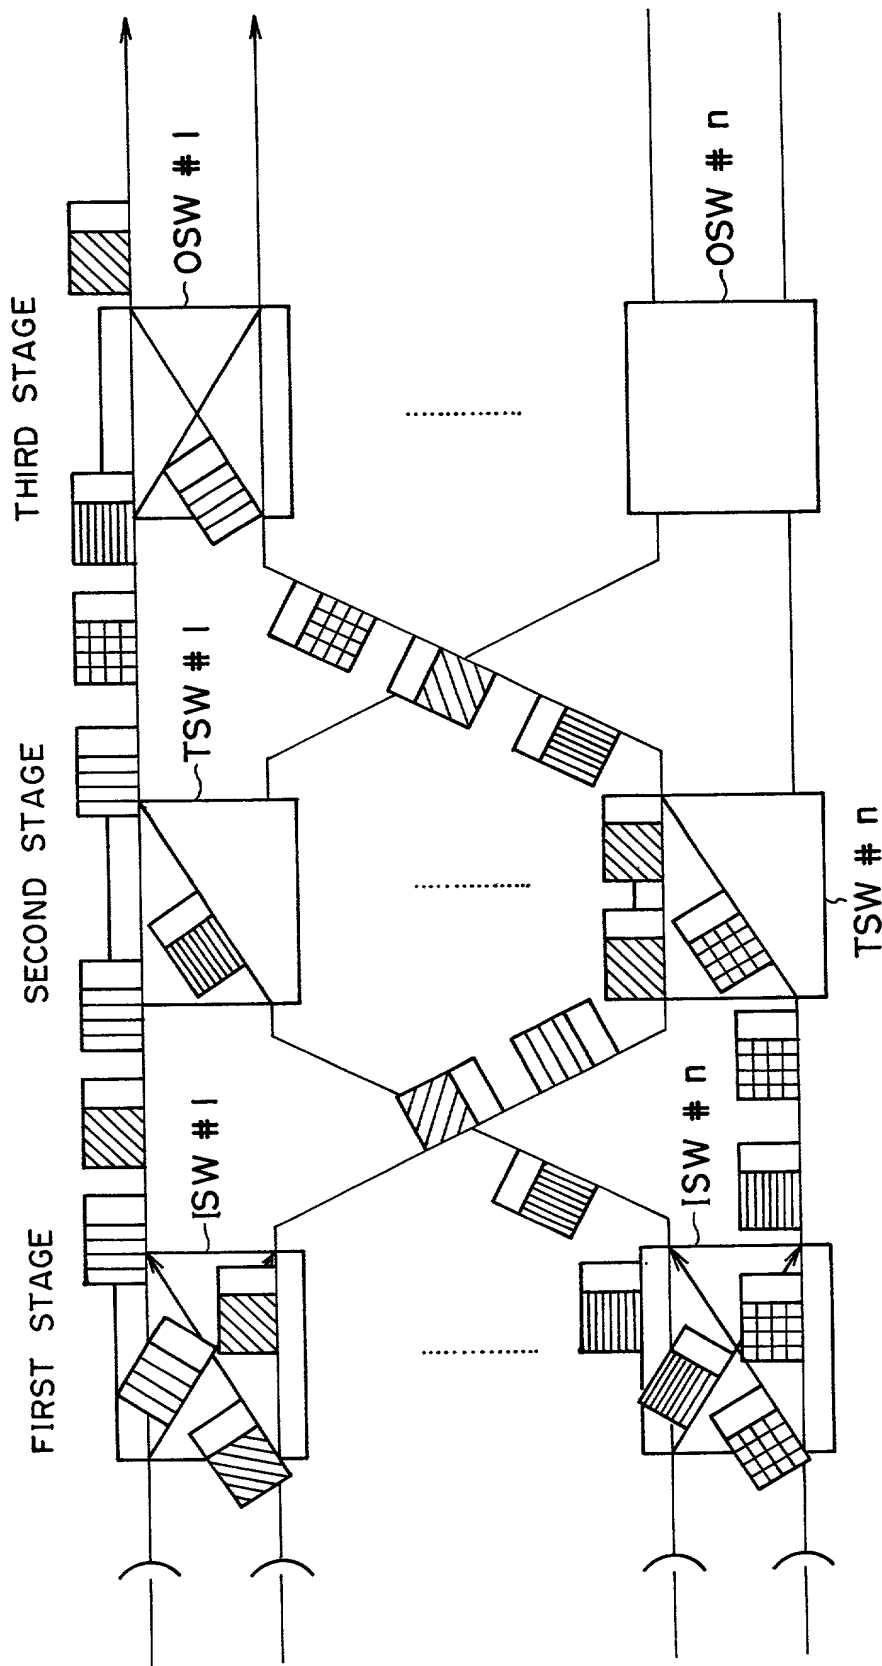 FIRST STAGE
SECOND STAGE
THIRD STAGE
ISW # 1
TSW # 1
OSW # 1
ISW # n
TSW # n
OSW # n